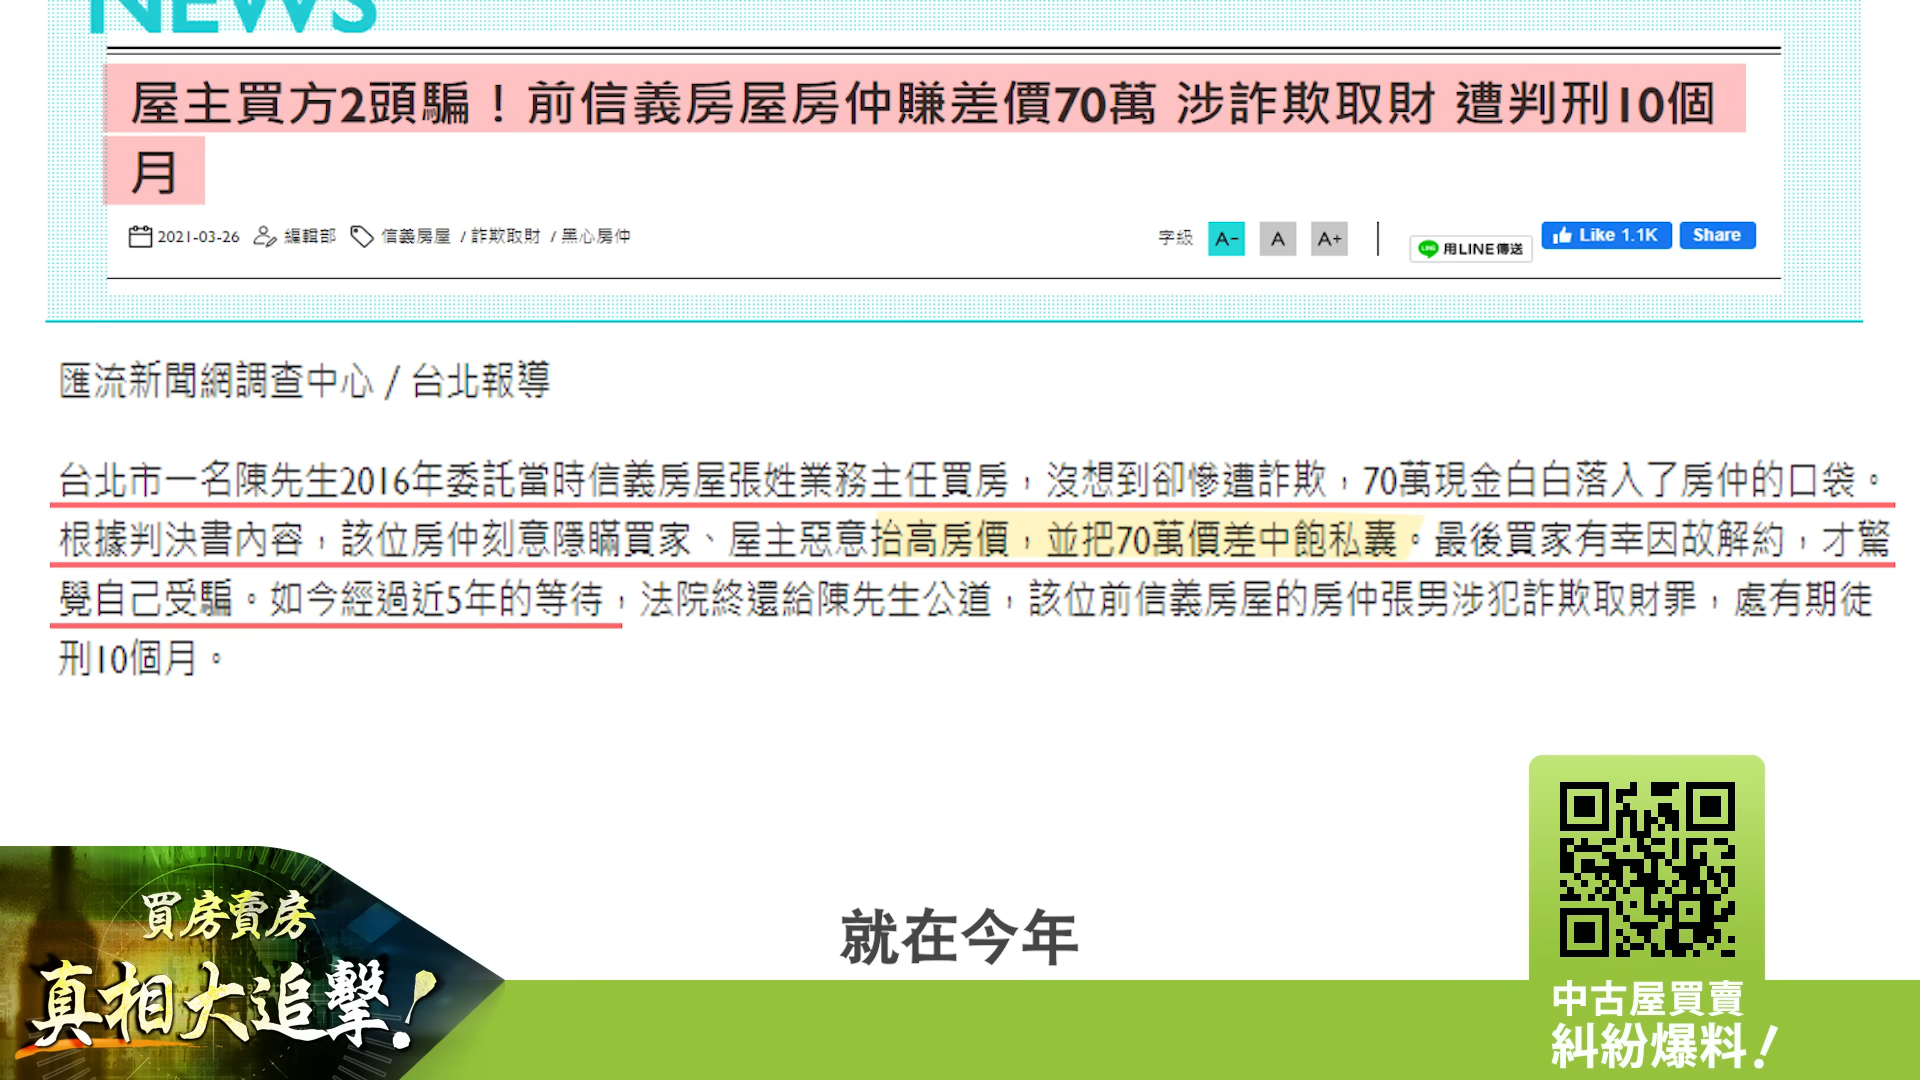 NEWS
屋主買方2頭騙！前信義房屋房仲賺差價70萬 涉詐欺取財 遭判刑10個
月
2021-03-26 編輯部 信義房屋 / 詐欺取財 / 黑心房仲
字級 A- A A+ 用LINE傳送 Like 1.1K Share
匯流新聞網調查中心 / 台北報導
台北市一名陳先生2016年委託當時信義房屋張姓業務主任買房，沒想到卻慘遭詐欺，70萬現金白白落入了房仲的口袋。
根據判決書內容，該位房仲刻意隱瞞買家、屋主惡意抬高房價，並把70萬價差中飽私囊。最後買家有幸因故解約，才驚
覺自己受騙。如今經過近5年的等待，法院終還給陳先生公道，該位前信義房屋的房仲張男涉犯詐欺取財罪，處有期徒
刑10個月。
買房賣房
真相大追擊!
就在今年
中古屋買賣
糾紛爆料!